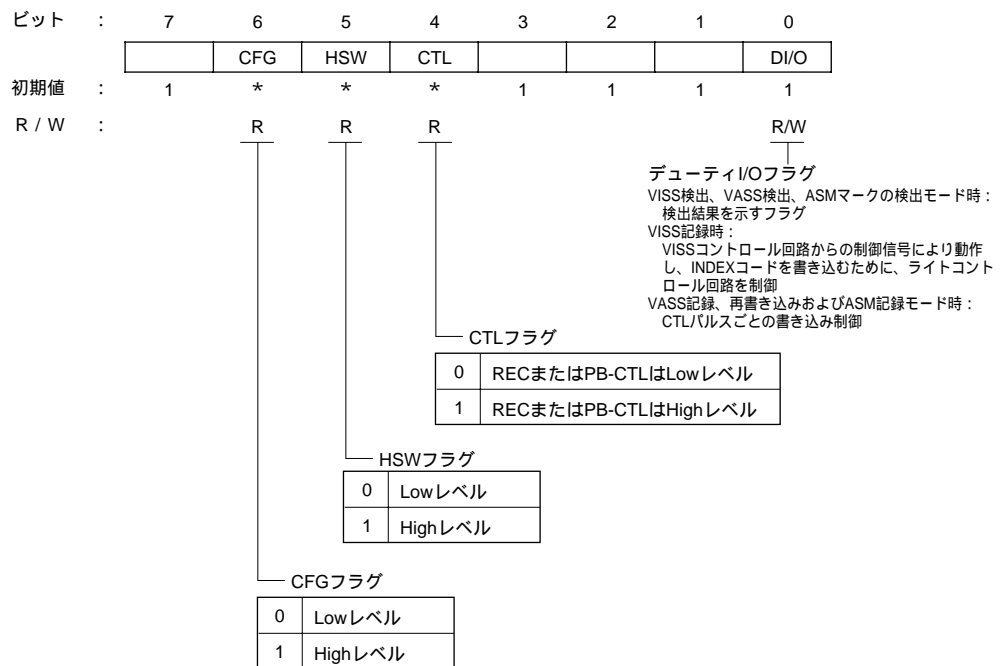 ビット : 7 6 5 4 3 2 1 0
CFG HSW CTL DI/O
初期値 : 1 * * * 1 1 1 1
R / W : R R R R/W
デューティI/Oフラグ
VISS検出、VASS検出、ASMマークの検出モード時：
検出結果を示すフラグ
VISS記録時：
VISSコントロール回路からの制御信号により動作
し、INDEXコードを書き込むために、ライトコント
ロール回路を制御
VASS記録、再書き込みおよびASM記録モード時：
CTLパルスごとの書き込み制御
CTLフラグ
0 RECまたはPB-CTLはLowレベル
1 RECまたはPB-CTLはHighレベル
HSWフラグ
0 Lowレベル
1 Highレベル
CFGフラグ
0 Lowレベル
1 Highレベル